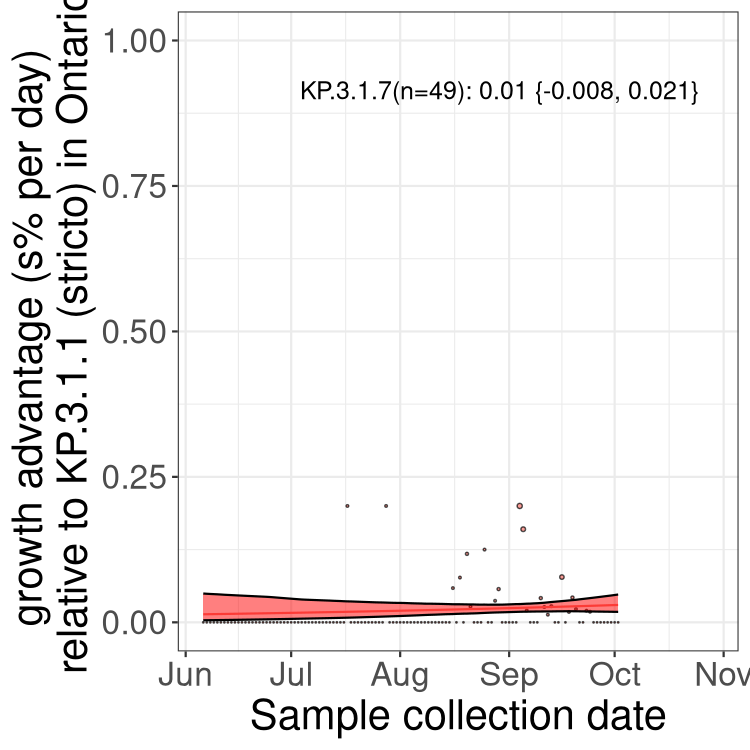 growth advantage (s% per day)
relative to KP.3.1.1 (stricto) in Ontario
1.00
0.75
0.50
0.25
0.00
KP.3.1.7(n=49): 0.01 {-0.008, 0.021}
Jun Jul Aug Sep Oct Nov
Sample collection date